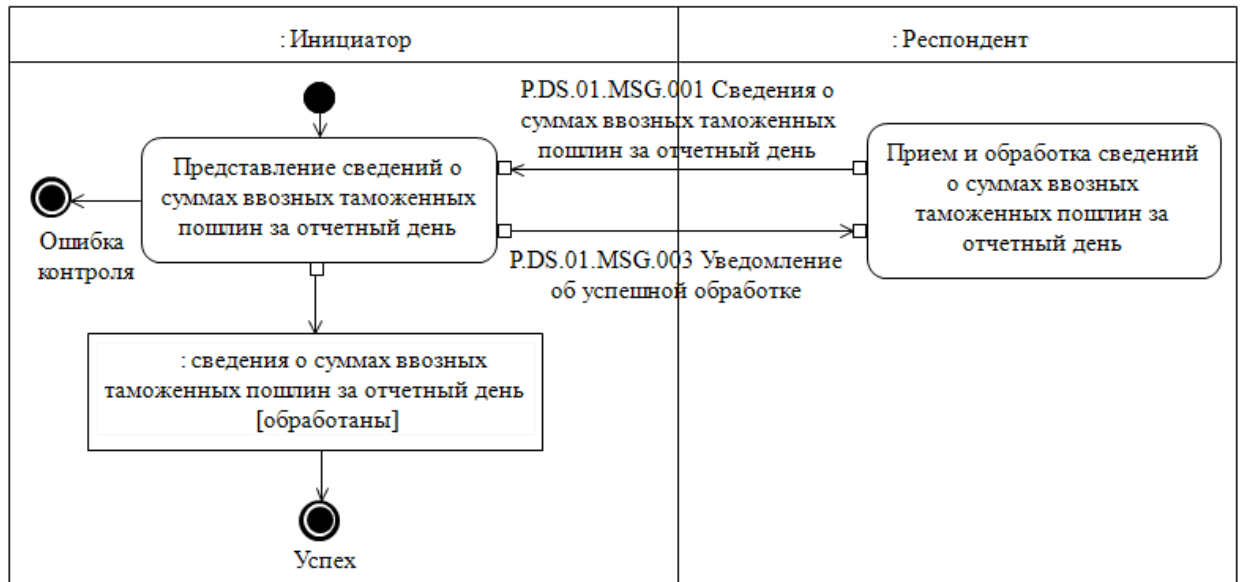 : Инициатор
: Респондент
P.DS.01.MSG.001 Сведения о
суммах ввозных таможенных
пошлин за отчетный день
Представление сведений о
суммах ввозных таможенных
пошлин за отчетный день
Прием и обработка сведений
о суммах ввозных
таможенных пошлин за
отчетный день
Ошибка
контроля
P.DS.01.MSG.003 Уведомление
об успешной обработке
: сведения о суммах ввозных
таможенных пошлин за отчетный день
[обработаны]
Успех